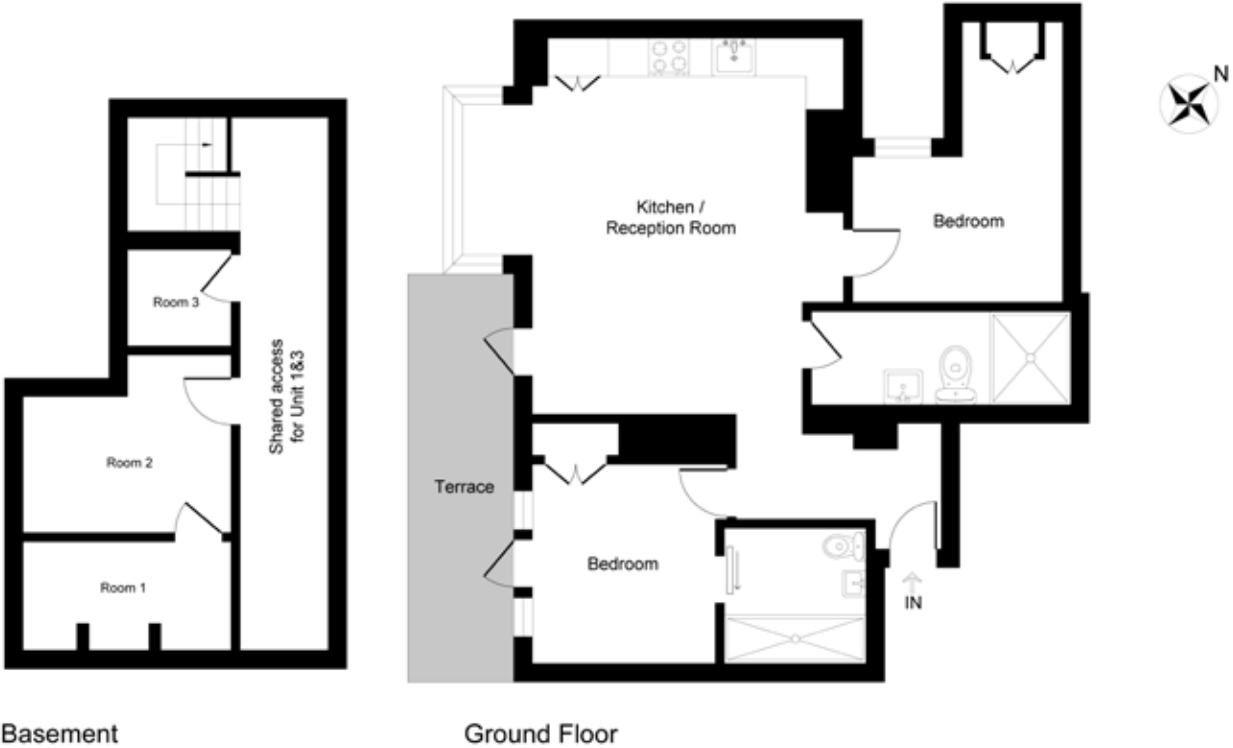 N
Kitchen /
Reception Room
Bedroom
Room 3
Shared access
for Unit 1&3
Room 2
Terrace
Bedroom
Room 1
IN
Basement
Ground Floor